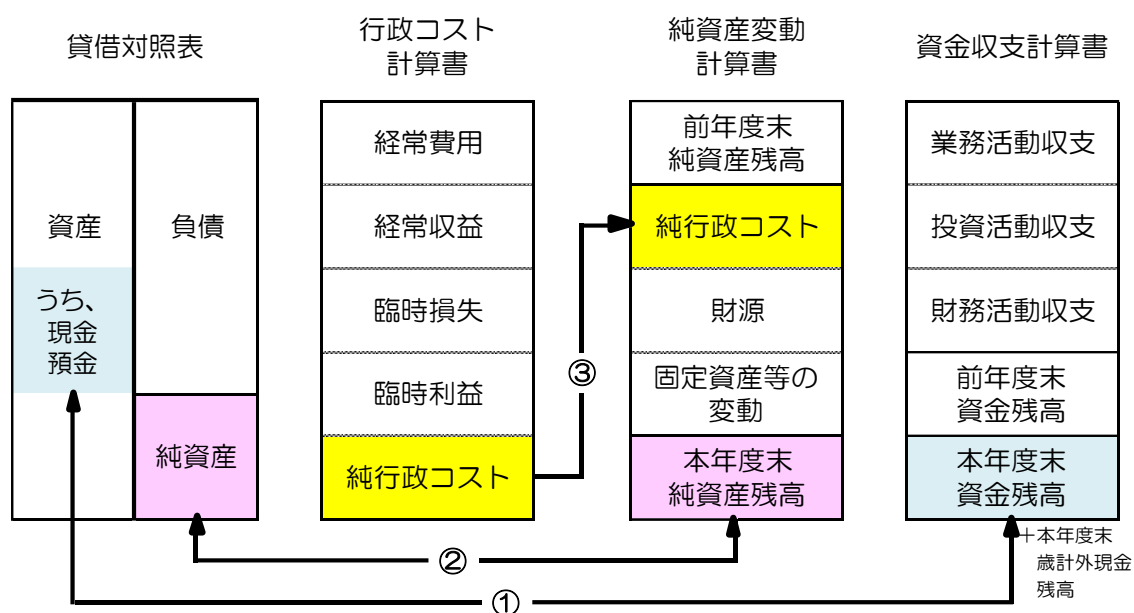 貸借対照表
行政コスト
計算書
純資産変動
計算書
資金収支計算書
資産
うち、
現金
預金
負債
純資産
経常費用
経常収益
臨時損失
臨時利益
純行政コスト
前年度末
純資産残高
純行政コスト
財源
固定資産等の
変動
本年度末
純資産残高
業務活動収支
投資活動収支
財務活動収支
前年度末
資金残高
本年度末
資金残高
＋本年度末
歳計外現金
残高
③
②
①